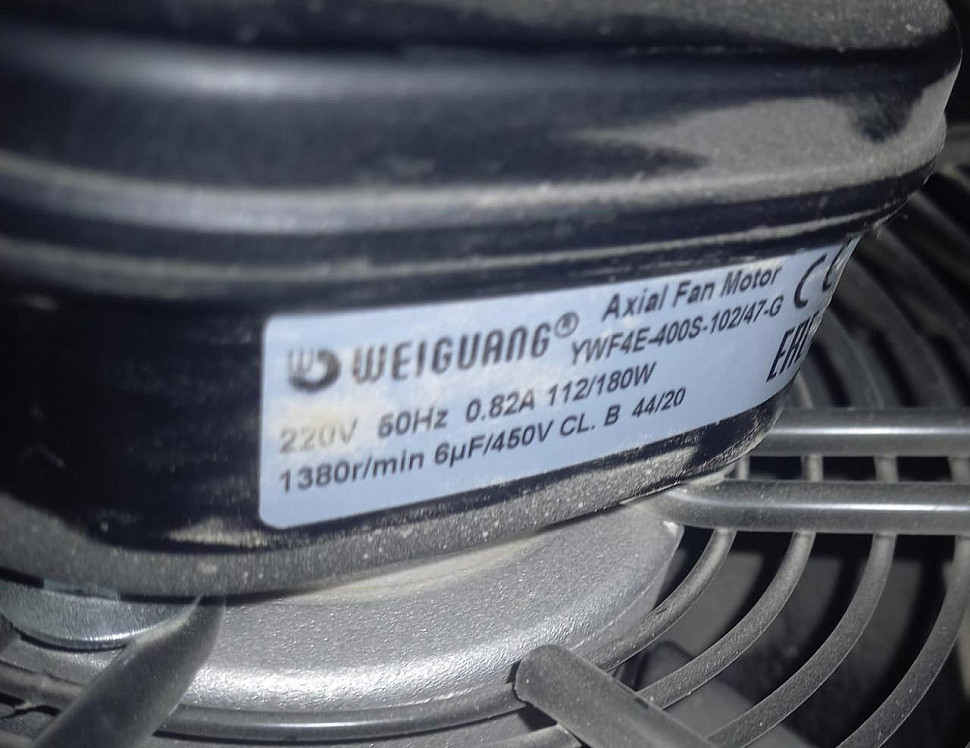 Axial Fan Motor
WEIGUANG® YWF4E-400S-102/47-G
220V 50Hz 0.82A 112/180W
1380r/min 6µF/450V CL. B 44/20
CE
EAC